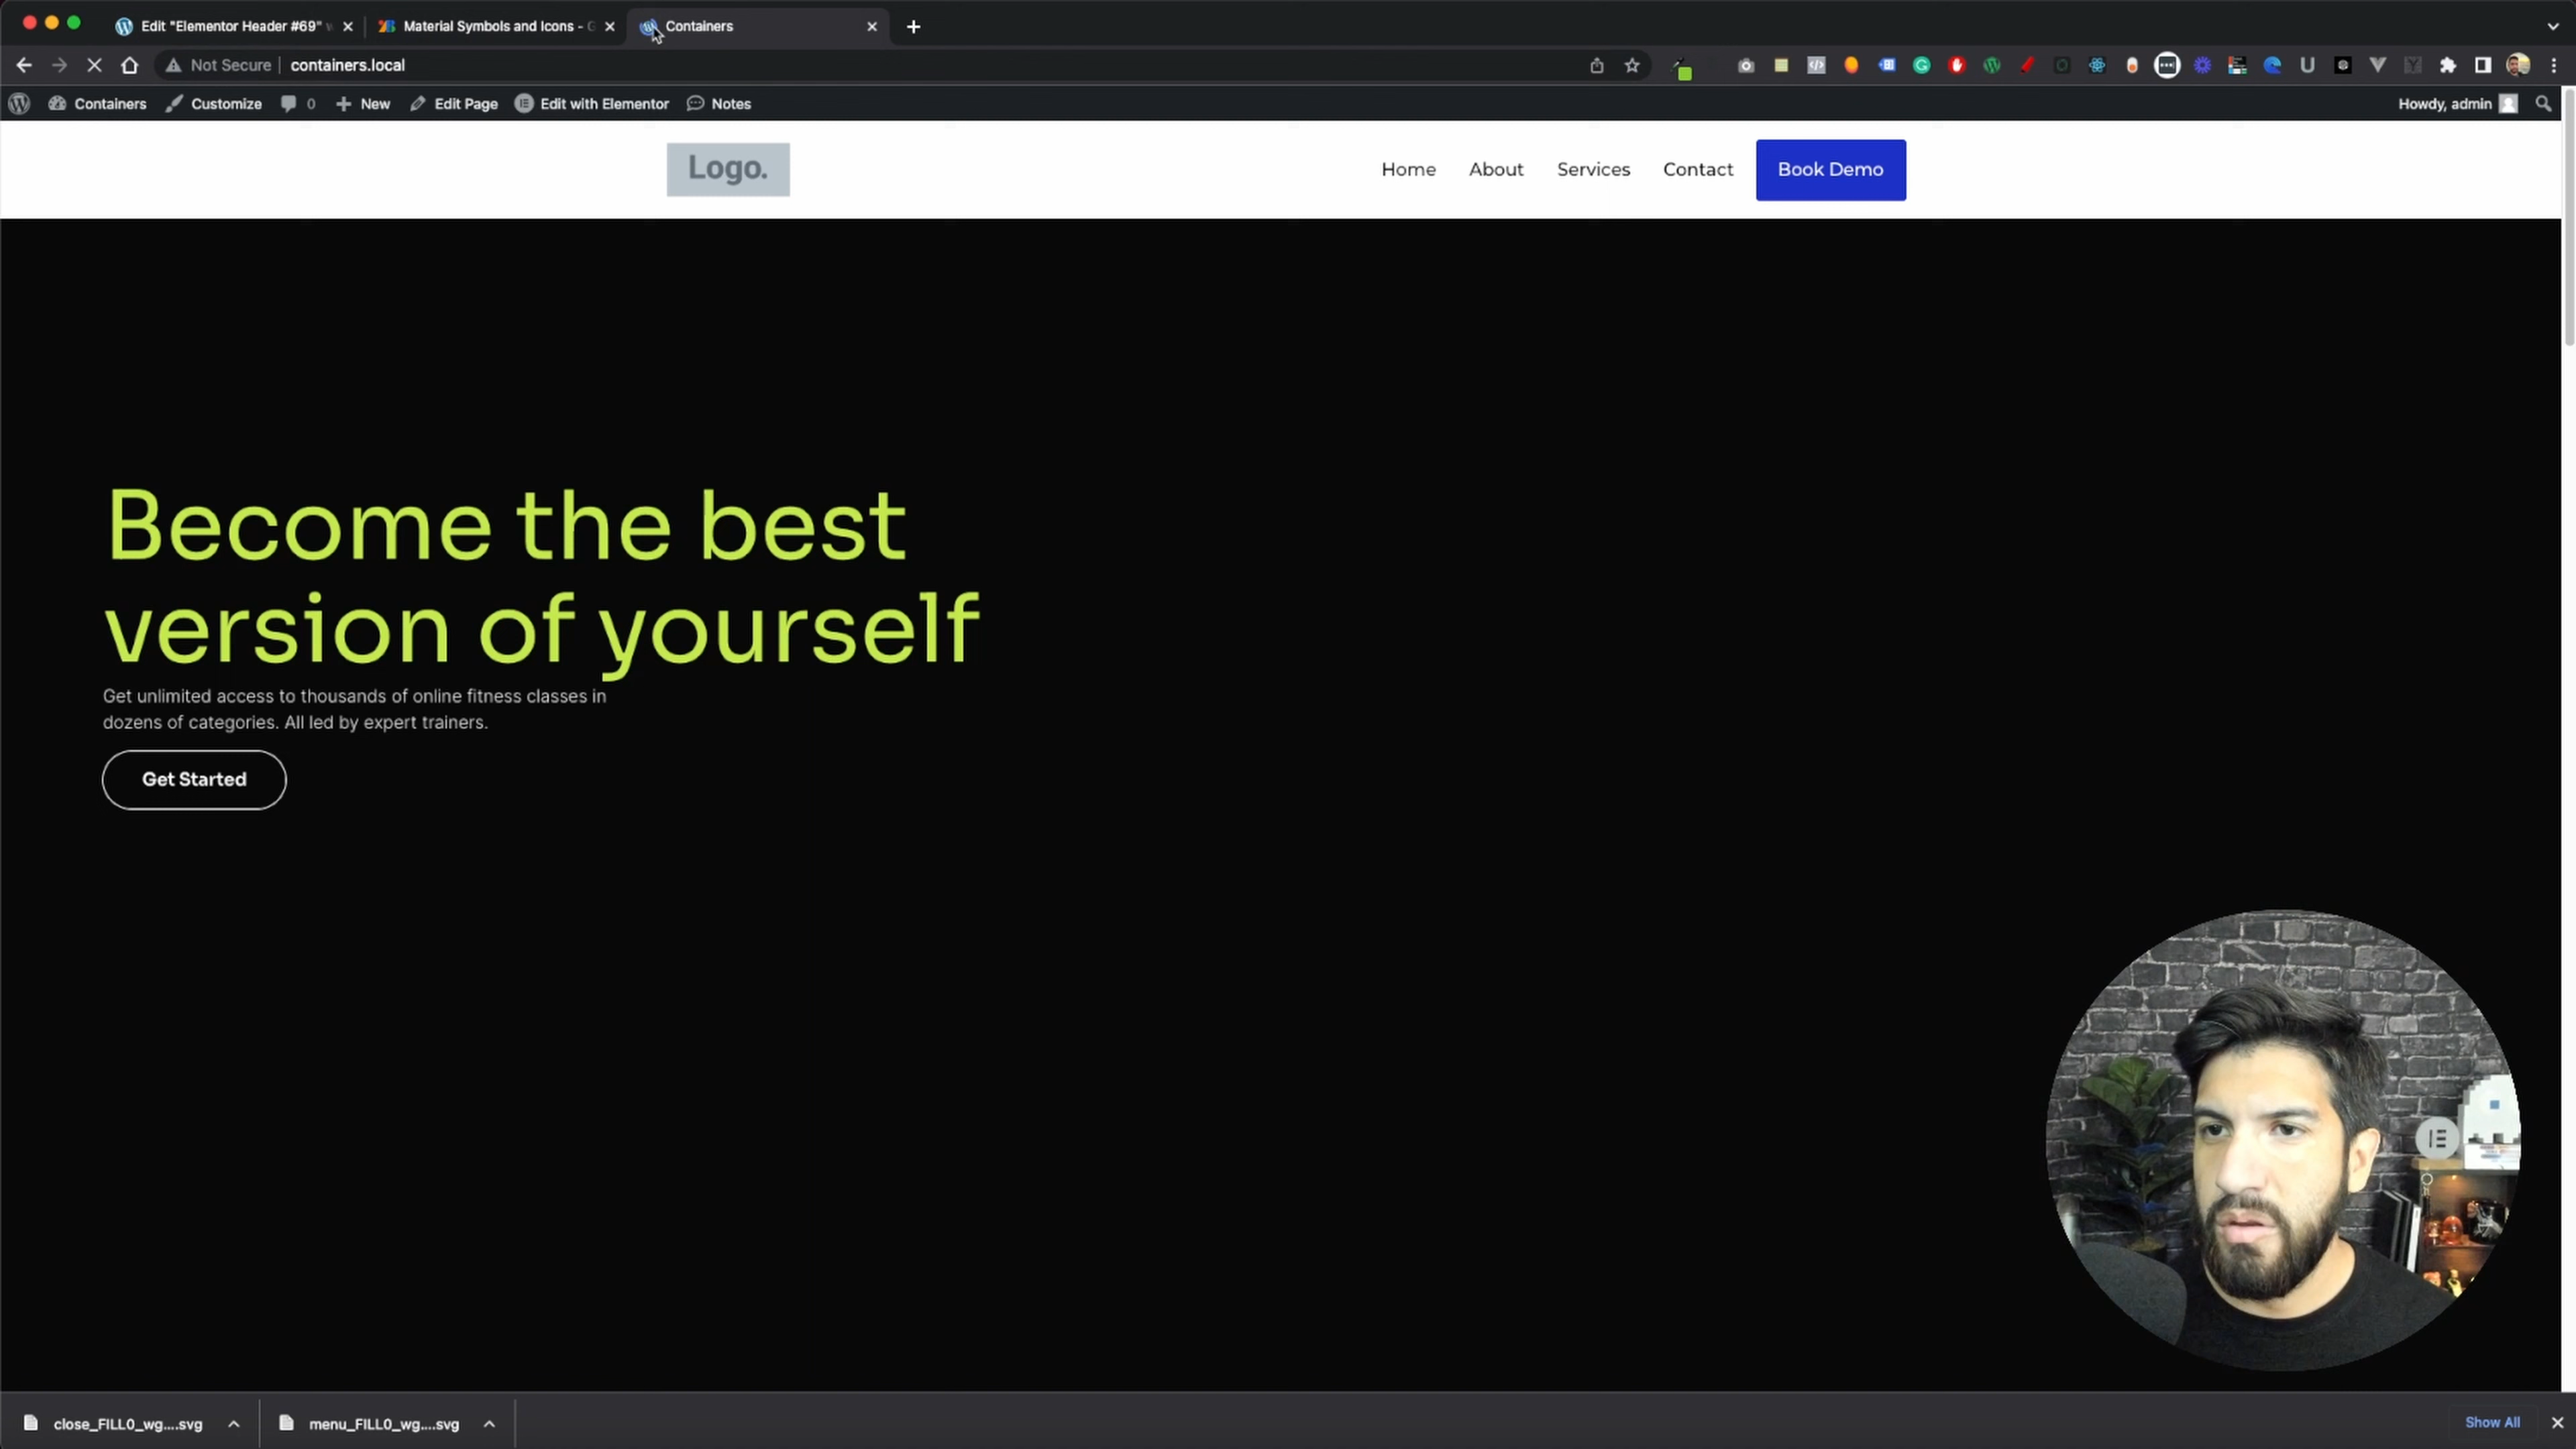 Edit "Elementor Header #69" w
Material Symbols and Icons - G
Containers
Not Secure
containers.local
Containers
Customize
0
New
Edit Page
Edit with Elementor
Notes
Howdy, admin
Logo.
Home
About
Services
Contact
Book Demo
Become the best
version of yourself
Get unlimited access to thousands of online fitness classes in
dozens of categories. All led by expert trainers.
Get Started
close_FILL0_wg....svg
menu_FILL0_wg....svg
Show All